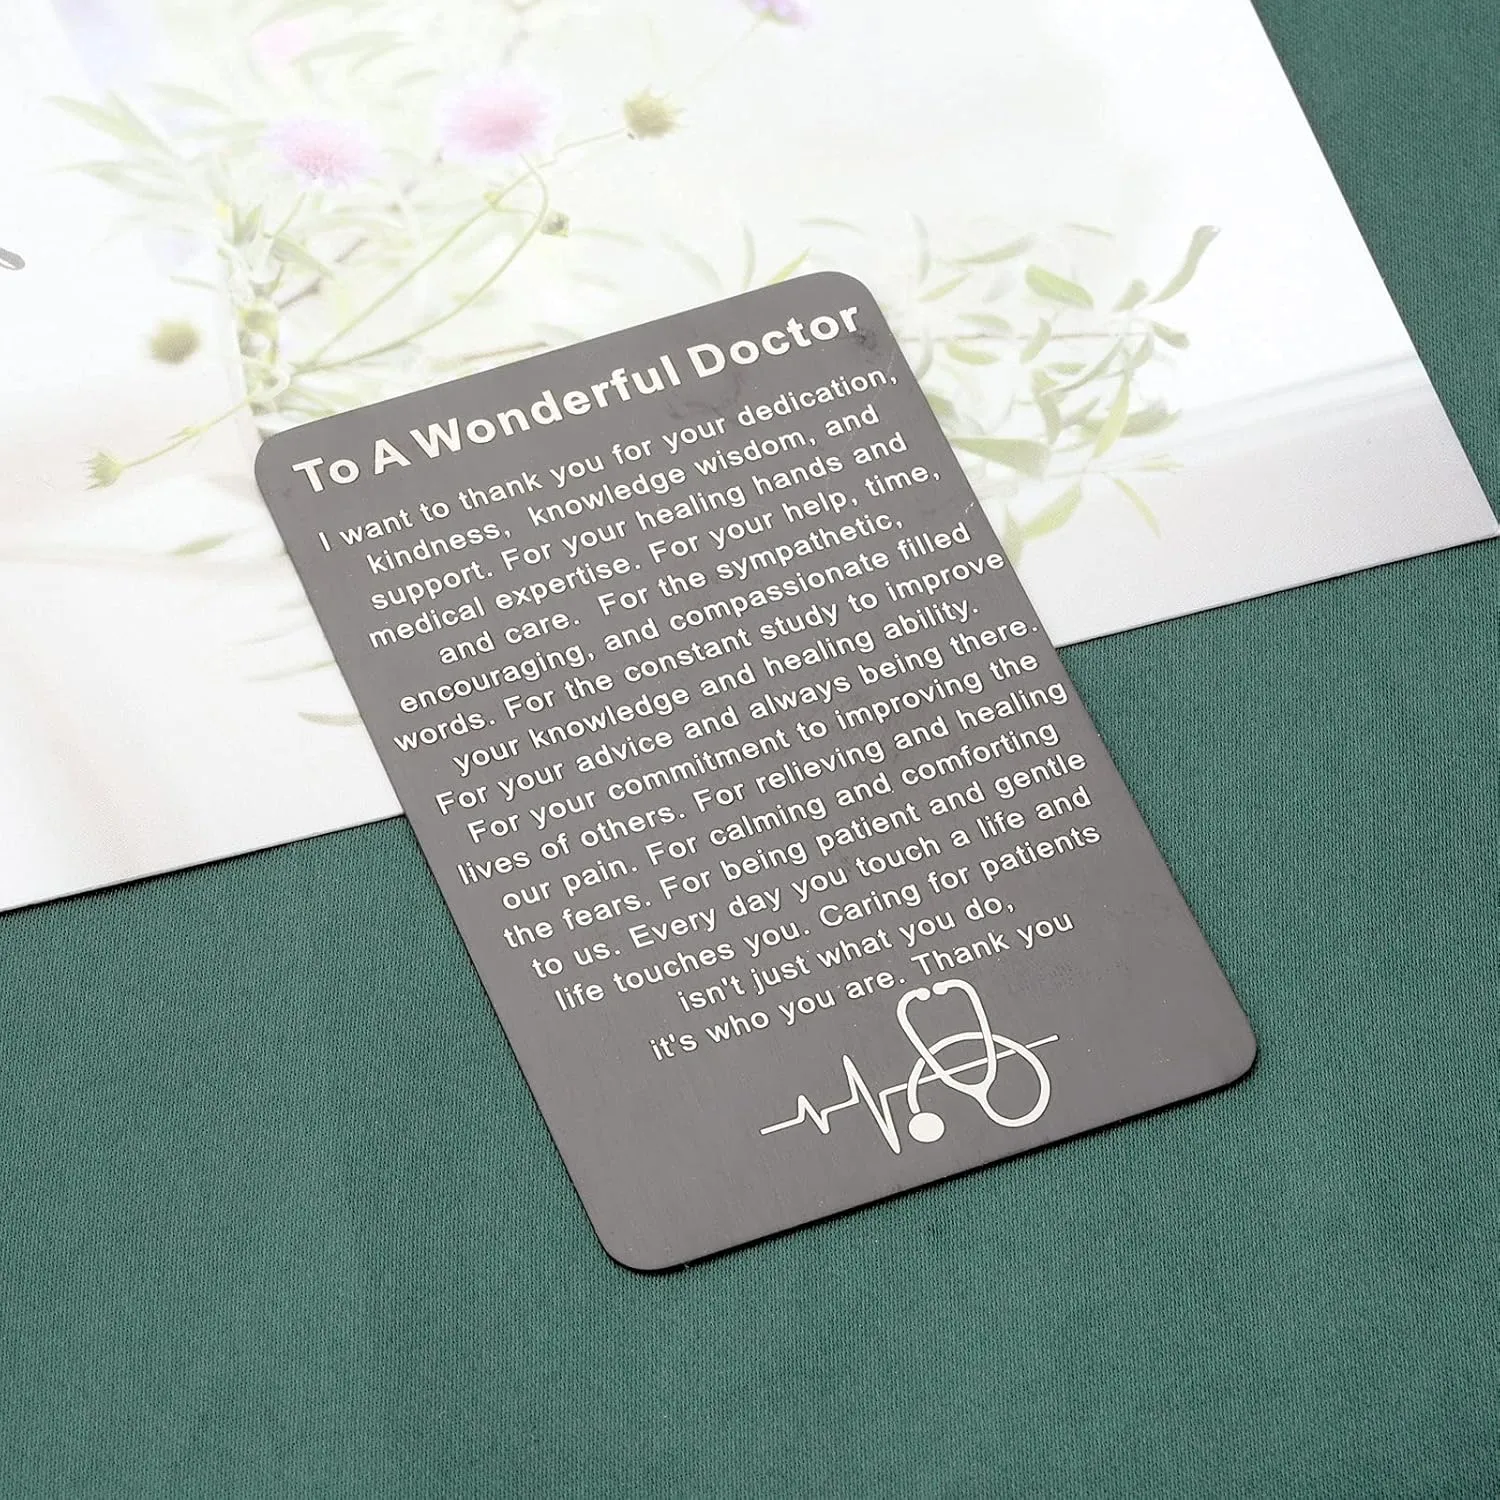 To A Wonderful Doctor
I want to thank you for your dedication,
kindness, knowledge wisdom, and
support. For your healing hands and
medical expertise. For your help, time,
and care. For the sympathetic,
encouraging, and compassionate filled
words. For the constant study to improve
your knowledge and healing ability.
For your advice and always being there.
For your commitment to improving the
lives of others. For relieving and healing
our pain. For calming and comforting
the fears. For being patient and gentle
to us. Every day you touch a life and
life touches you. Caring for patients
isn't just what you do,
it's who you are. Thank you